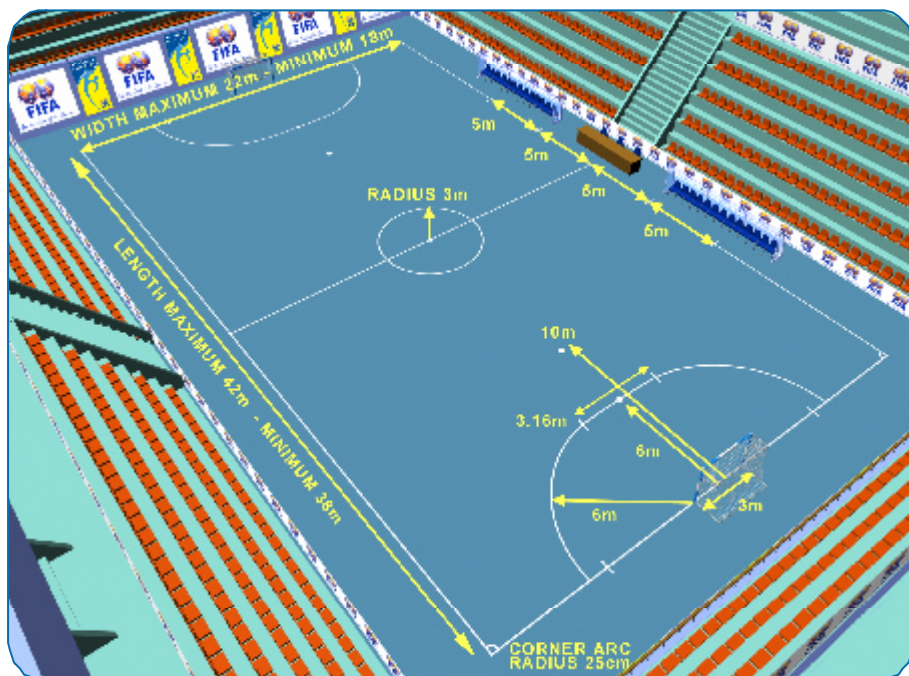 FIFA
FIFA
FIFA
FIFA
WIDTH MAXIMUM 22m - MINIMUM 18m
5m
5m
5m
5m
RADIUS 3m
LENGTH MAXIMUM 42m - MINIMUM 38m
10m
3.16m
6m
6m
3m
CORNER ARC
RADIUS 25cm